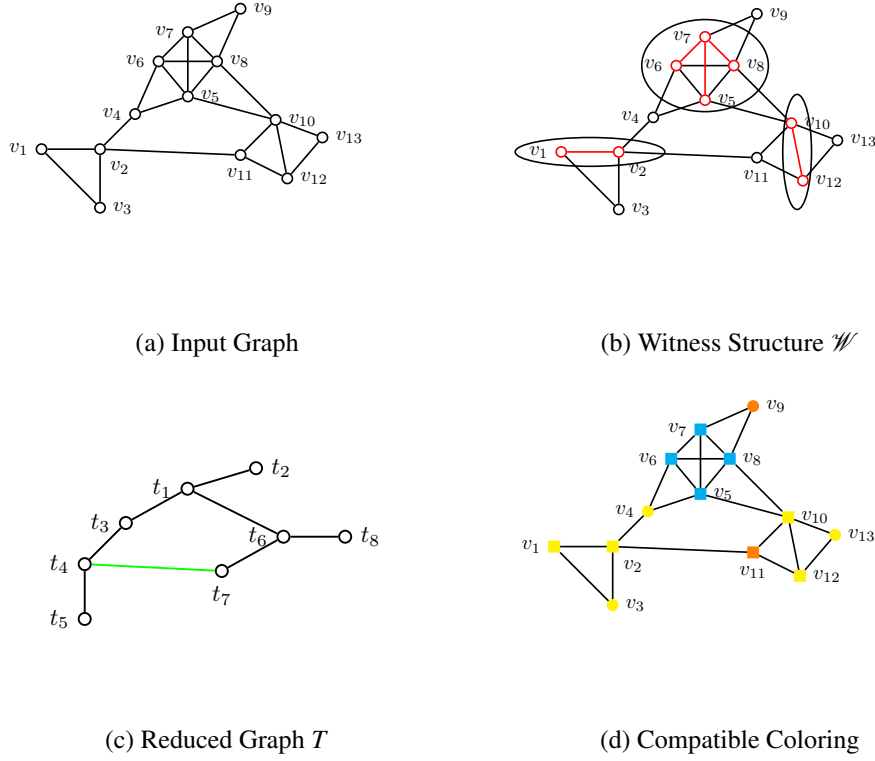 v9
v7
v6
v8
v5
v4
v10
v13
v1
v2
v11
v12
v3
(a) Input Graph
v9
v7
v6
v8
v5
v4
v10
v13
v1
v2
v11
v12
v3
(b) Witness Structure 𝒲
t2
t1
t3
t6
t8
t4
t7
t5
(c) Reduced Graph T
v9
v7
v6
v8
v5
v4
v10
v13
v1
v2
v11
v12
v3
(d) Compatible Coloring